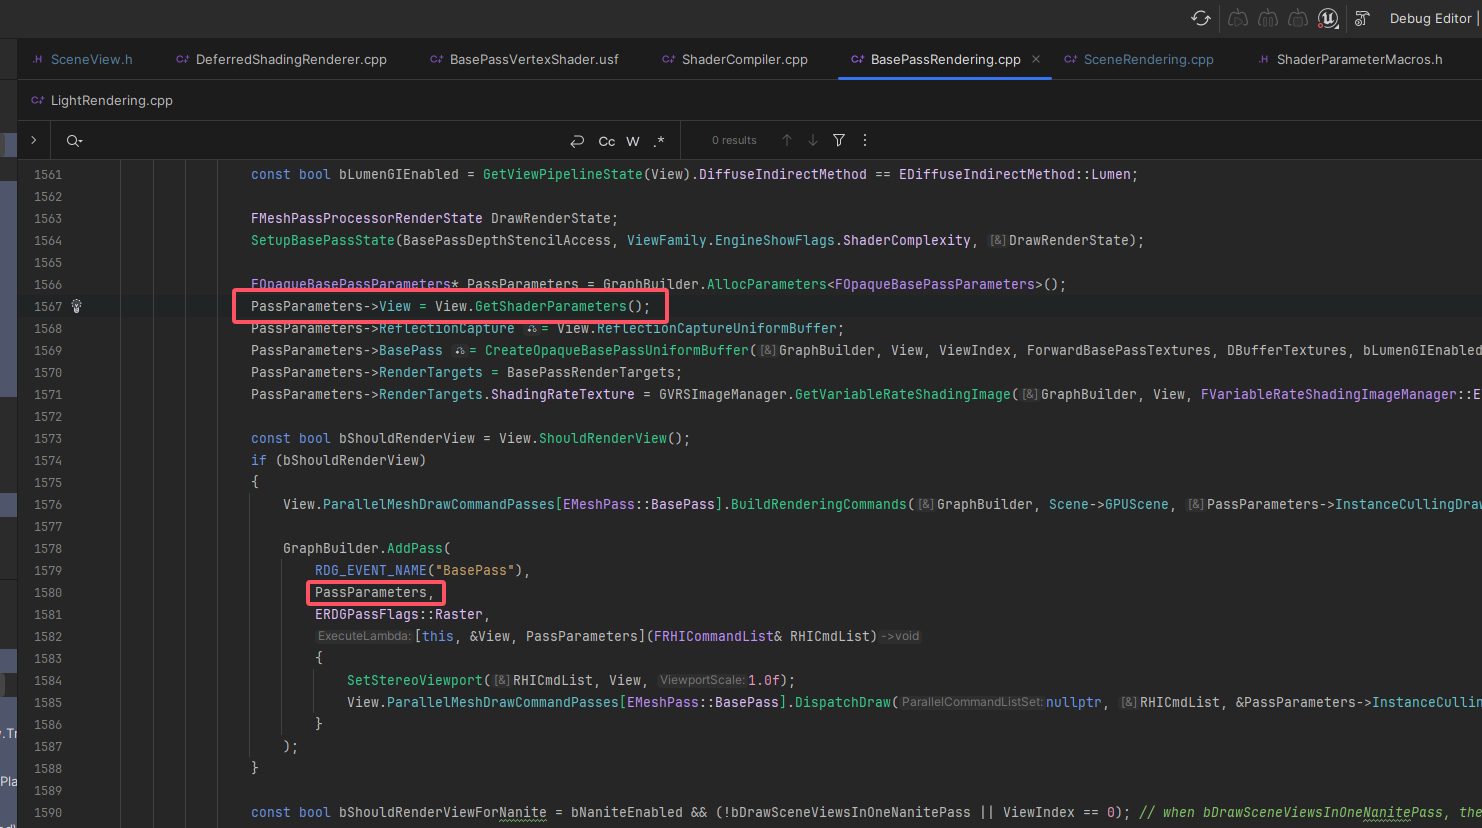 Debug Editor
SceneView.h DeferredShadingRenderer.cpp BasePassVertexShader.usf ShaderCompiler.cpp BasePassRendering.cpp × SceneRendering.cpp ShaderParameterMacros.h
LightRendering.cpp
Cc W .* 0 results
1561 const bool bLumenGIEnabled = GetViewPipelineState(View).DiffuseIndirectMethod == EDiffuseIndirectMethod::Lumen;
1562
1563 FMeshPassProcessorRenderState DrawRenderState;
1564 SetupBasePassState(BasePassDepthStencilAccess, ViewFamily.EngineShowFlags.ShaderComplexity, [&]DrawRenderState);
1565
1566 FOpaqueBasePassParameters* PassParameters = GraphBuilder.AllocParameters<FOpaqueBasePassParameters>();
1567 PassParameters->View = View.GetShaderParameters();
1568 PassParameters->ReflectionCapture = View.ReflectionCaptureUniformBuffer;
1569 PassParameters->BasePass = CreateOpaqueBasePassUniformBuffer([&]GraphBuilder, View, ViewIndex, ForwardBasePassTextures, DBufferTextures, bLumenGIEnabled
1570 PassParameters->RenderTargets = BasePassRenderTargets;
1571 PassParameters->RenderTargets.ShadingRateTexture = GVRSImageManager.GetVariableRateShadingImage([&]GraphBuilder, View, FVariableRateShadingImageManager::E
1572
1573 const bool bShouldRenderView = View.ShouldRenderView();
1574 if (bShouldRenderView)
1575 {
1576 View.ParallelMeshDrawCommandPasses[EMeshPass::BasePass].BuildRenderingCommands([&]GraphBuilder, Scene->GPUScene, [&]PassParameters->InstanceCullingDraw
1577
1578 GraphBuilder.AddPass(
1579 RDG_EVENT_NAME("BasePass"),
1580 PassParameters,
1581 ERDGPassFlags::Raster,
1582 ExecuteLambda:[this, &View, PassParameters](FRHICommandList& RHICmdList)->void
1583 {
1584 SetStereoViewport([&]RHICmdList, View, ViewportScale:1.0f);
1585 View.ParallelMeshDrawCommandPasses[EMeshPass::BasePass].DispatchDraw(ParallelCommandListSet:nullptr, [&]RHICmdList, &PassParameters->InstanceCullin
1586 }
1587 );
1588 }
1589
1590 const bool bShouldRenderViewForNanite = bNaniteEnabled && (!bDrawSceneViewsInOneNanitePass || ViewIndex == 0); // when bDrawSceneViewsInOneNanitePass, the